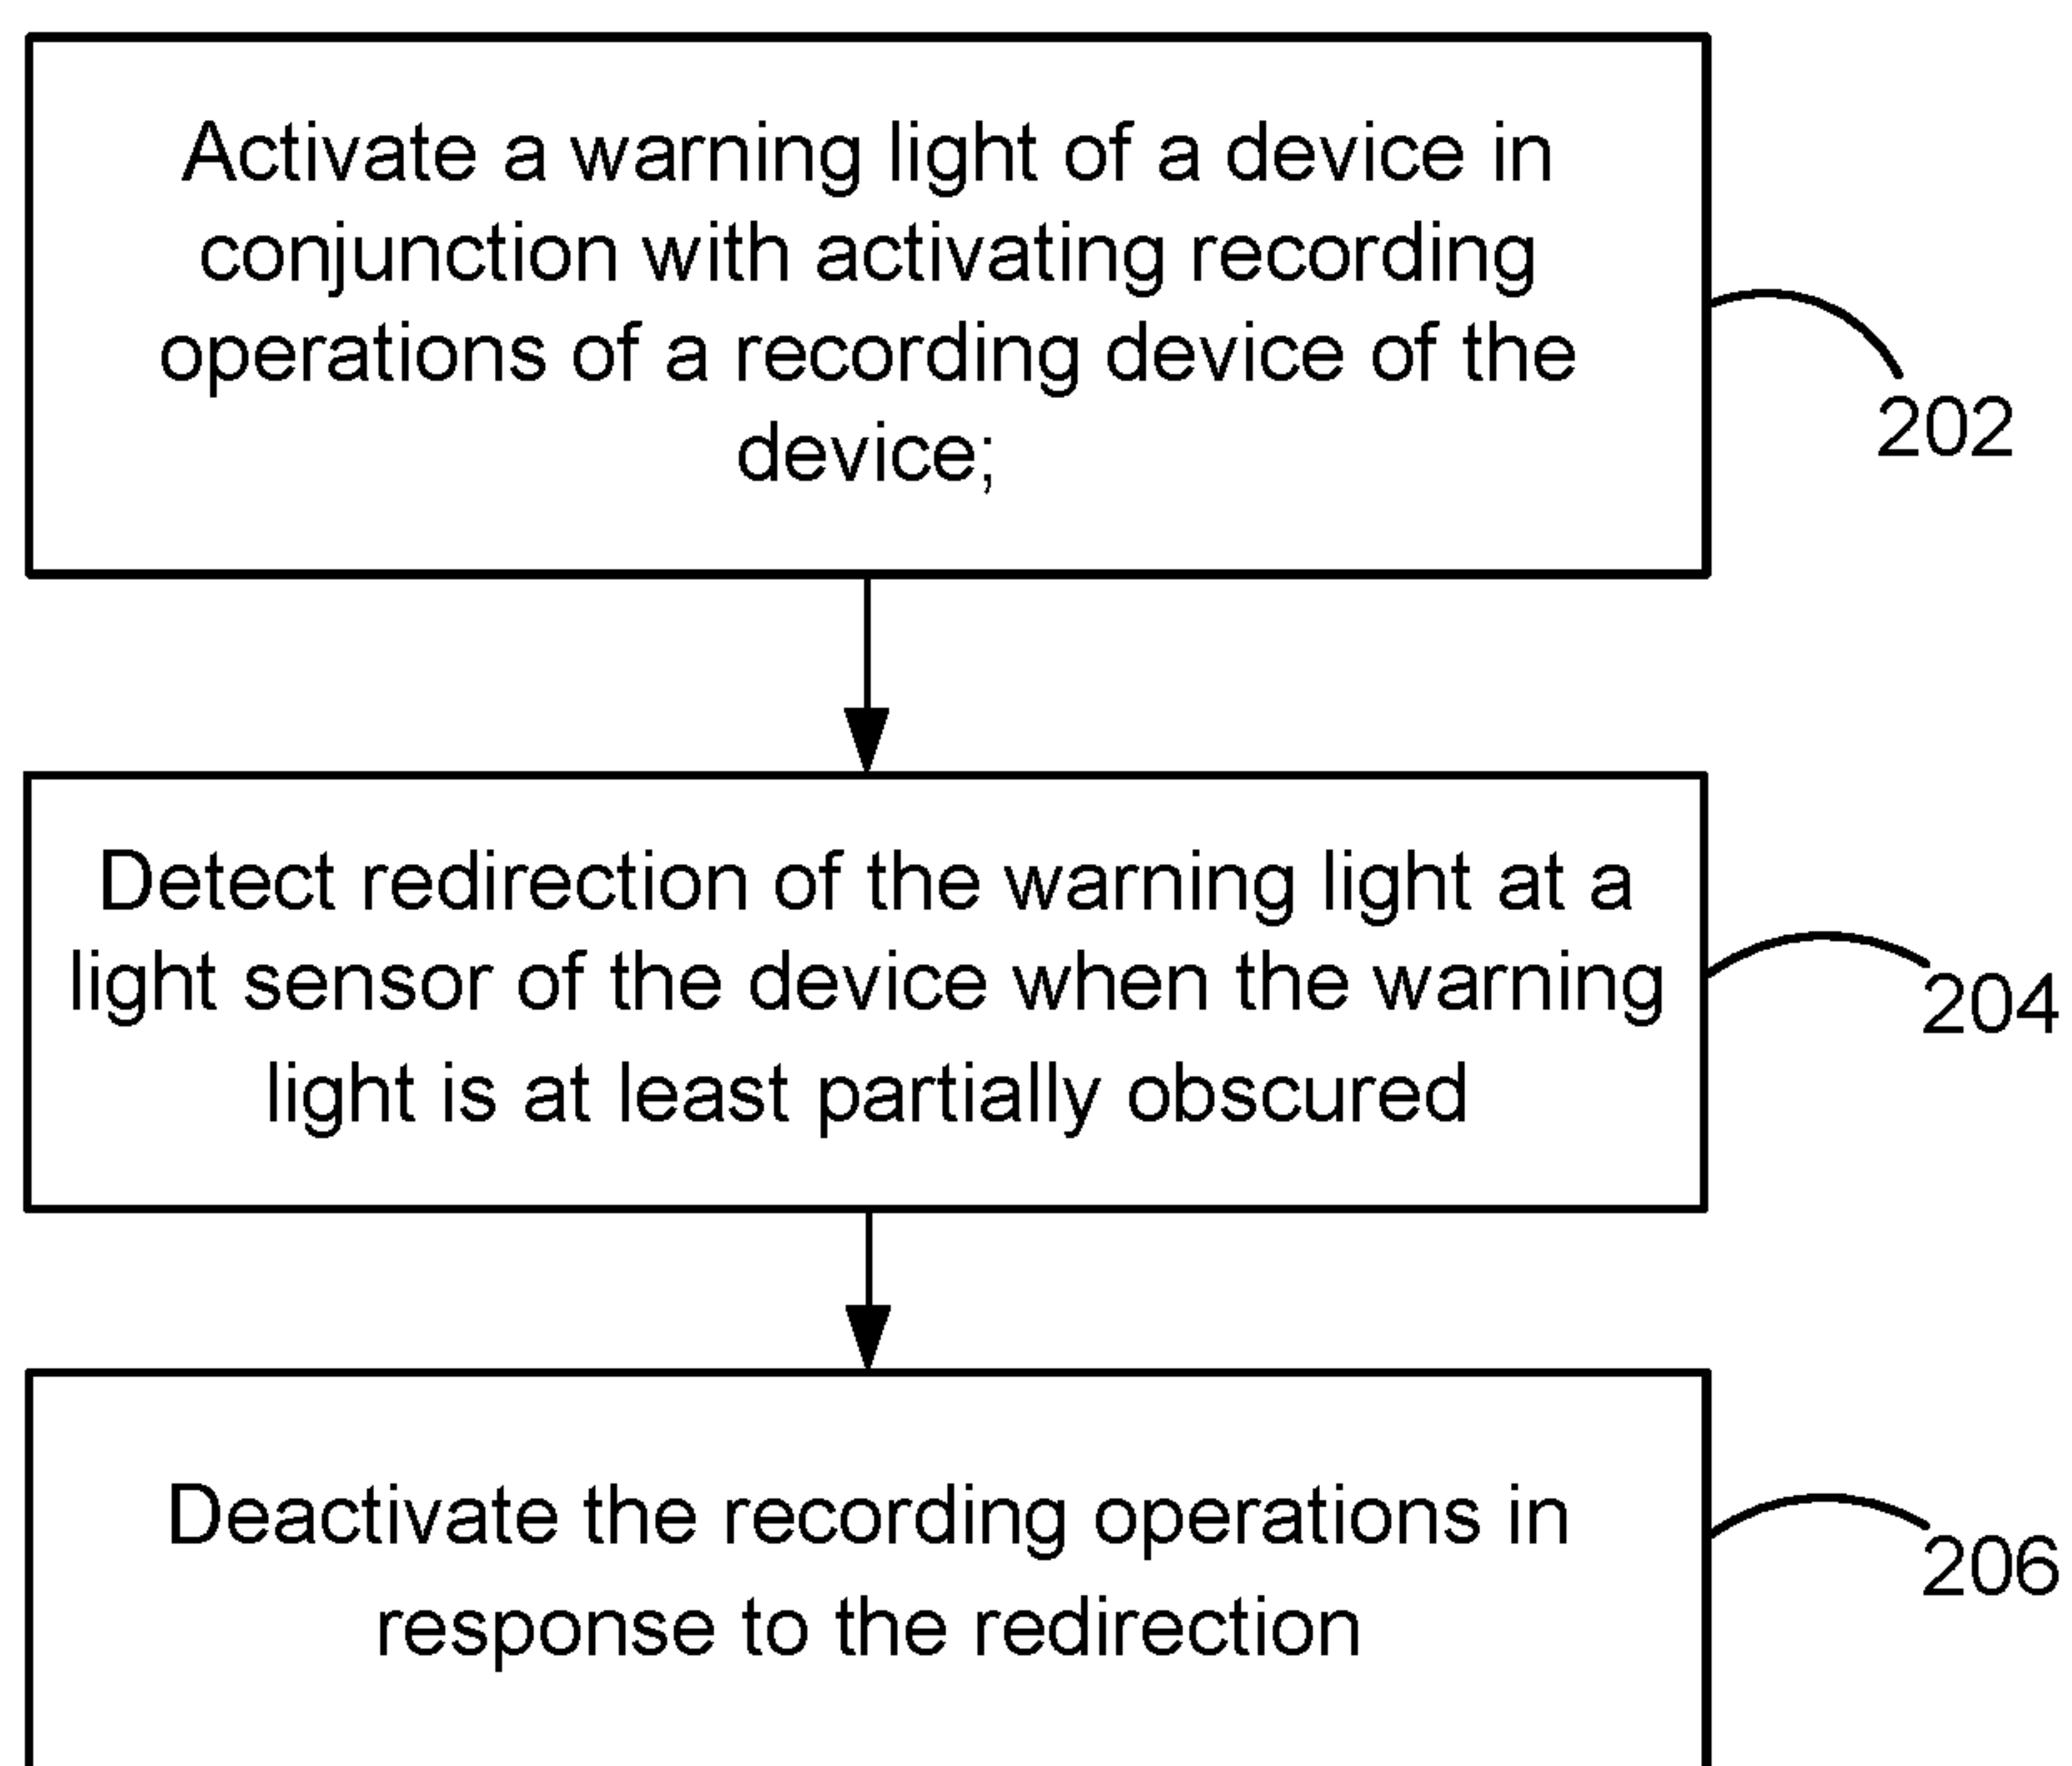 Activate a warning light of a device in
conjunction with activating recording
operations of a recording device of the
device;
202
Detect redirection of the warning light at a
light sensor of the device when the warning
light is at least partially obscured
204
Deactivate the recording operations in
response to the redirection
206